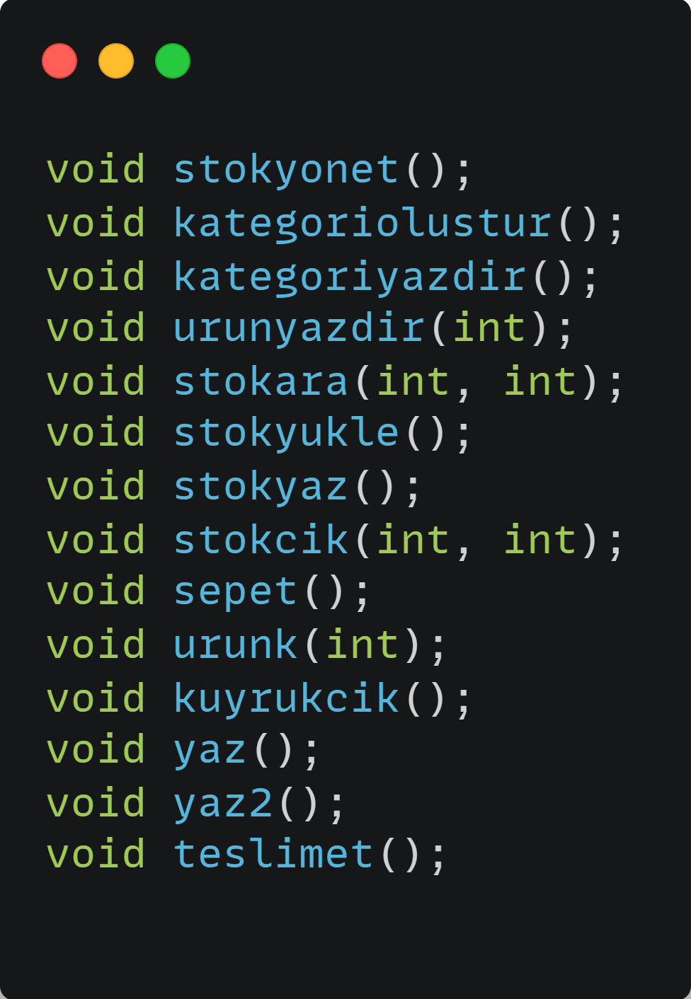 void stokyonet();
void kategoriolustur();
void kategoriyazdir();
void urunyazdir(int);
void stokara(int, int);
void stokyukle();
void stokyaz();
void stokcik(int, int);
void sepet();
void urunk(int);
void kuyrukcik();
void yaz();
void yaz2();
void teslimet();